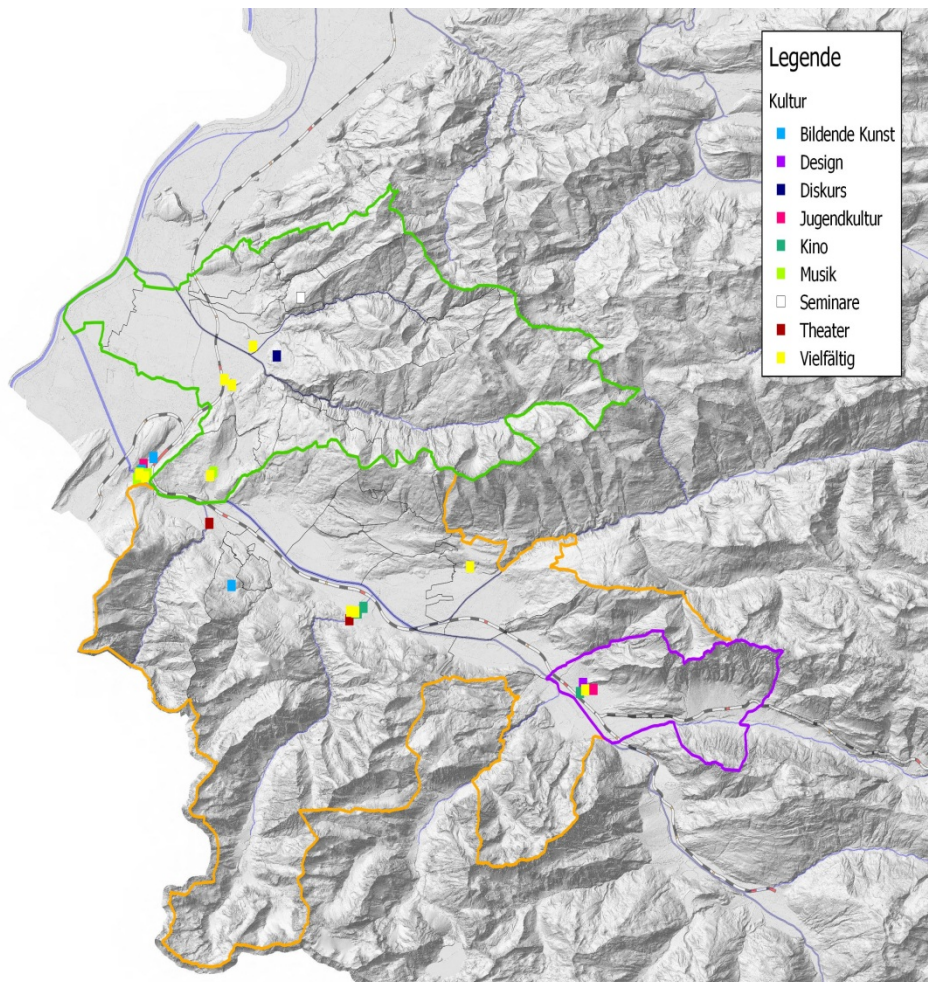 Legende
Kultur
Bildende Kunst
Design
Diskurs
Jugendkultur
Kino
Musik
Seminare
Theater
Vielfältig